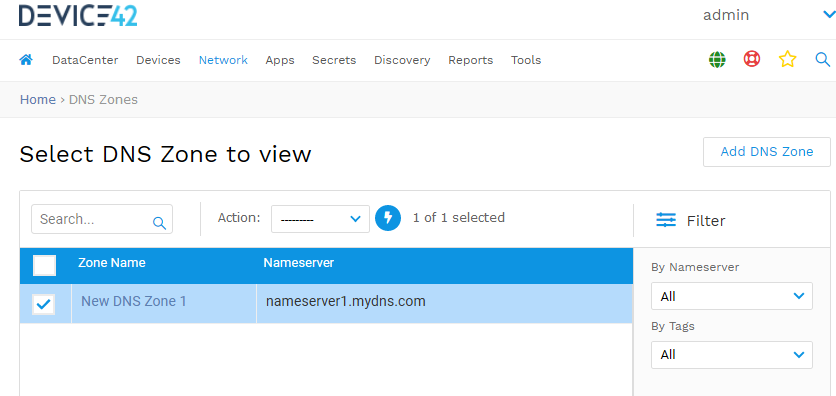 DEVICE42
admin
DataCenter Devices Network Apps Secrets Discovery Reports Tools
Home › DNS Zones
Select DNS Zone to view
Add DNS Zone
Search...
Action:
---------
1 of 1 selected
Filter
Zone Name
Nameserver
New DNS Zone 1
nameserver1.mydns.com
By Nameserver
All
By Tags
All